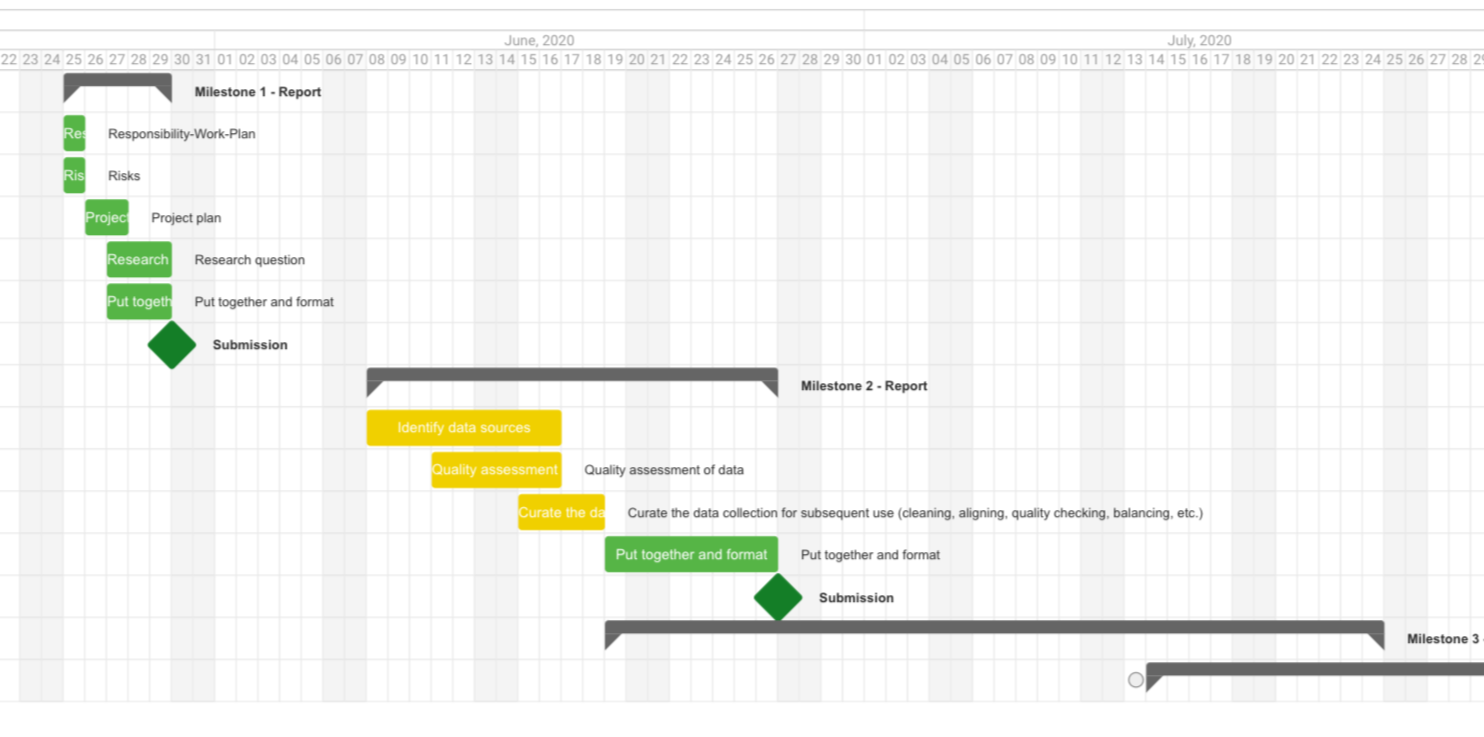 June, 2020 July, 2020
22 23 24 25 26 27 28 29 30 31 01 02 03 04 05 06 07 08 09 10 11 12 13 14 15 16 17 18 19 20 21 22 23 24 25 26 27 28 29 30 01 02 03 04 05 06 07 08 09 10 11 12 13 14 15 16 17 18 19 20 21 22 23 24 25 26 27 28 29
Milestone 1 - Report
Res Responsibility-Work-Plan
Ris Risks
Project Project plan
Research Research question
Put togeth Put together and format
Submission
Milestone 2 - Report
Identify data sources
Quality assessment Quality assessment of data
Curate the da Curate the data collection for subsequent use (cleaning, aligning, quality checking, balancing, etc.)
Put together and format Put together and format
Submission
Milestone 3 -